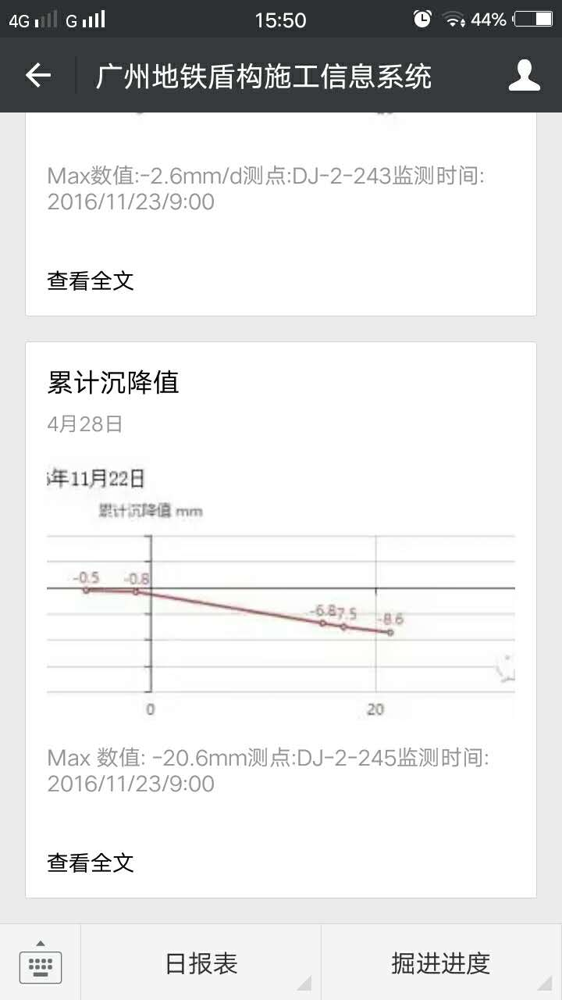 4G G 15:50 44%
广州地铁盾构施工信息系统
Max数值:-2.6mm/d测点:DJ-2-243监测时间:
2016/11/23/9:00
查看全文
累计沉降值
4月28日
年11月22日
累计沉降值 mm
-0.5 -0.8
-6.8 7.5 -8.6
0 20
Max 数值: -20.6mm测点:DJ-2-245监测时间:
2016/11/23/9:00
查看全文
日报表 掘进进度